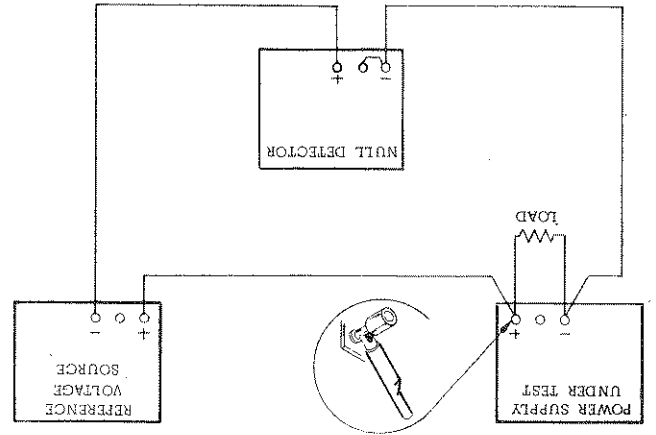 POWER SUPPLY
UNDER TEST
- +
REFERENCE
VOLTAGE
SOURCE
+ -
LOAD
NULL DETECTOR
- +